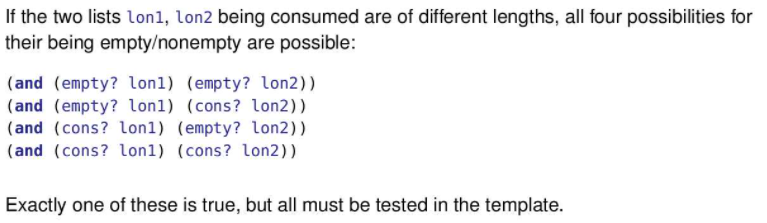 If the two lists lon1, lon2 being consumed are of different lengths, all four possibilities for
their being empty/nonempty are possible:
(and (empty? lon1) (empty? lon2))
(and (empty? lon1) (cons? lon2))
(and (cons? lon1) (empty? lon2))
(and (cons? lon1) (cons? lon2))
Exactly one of these is true, but all must be tested in the template.